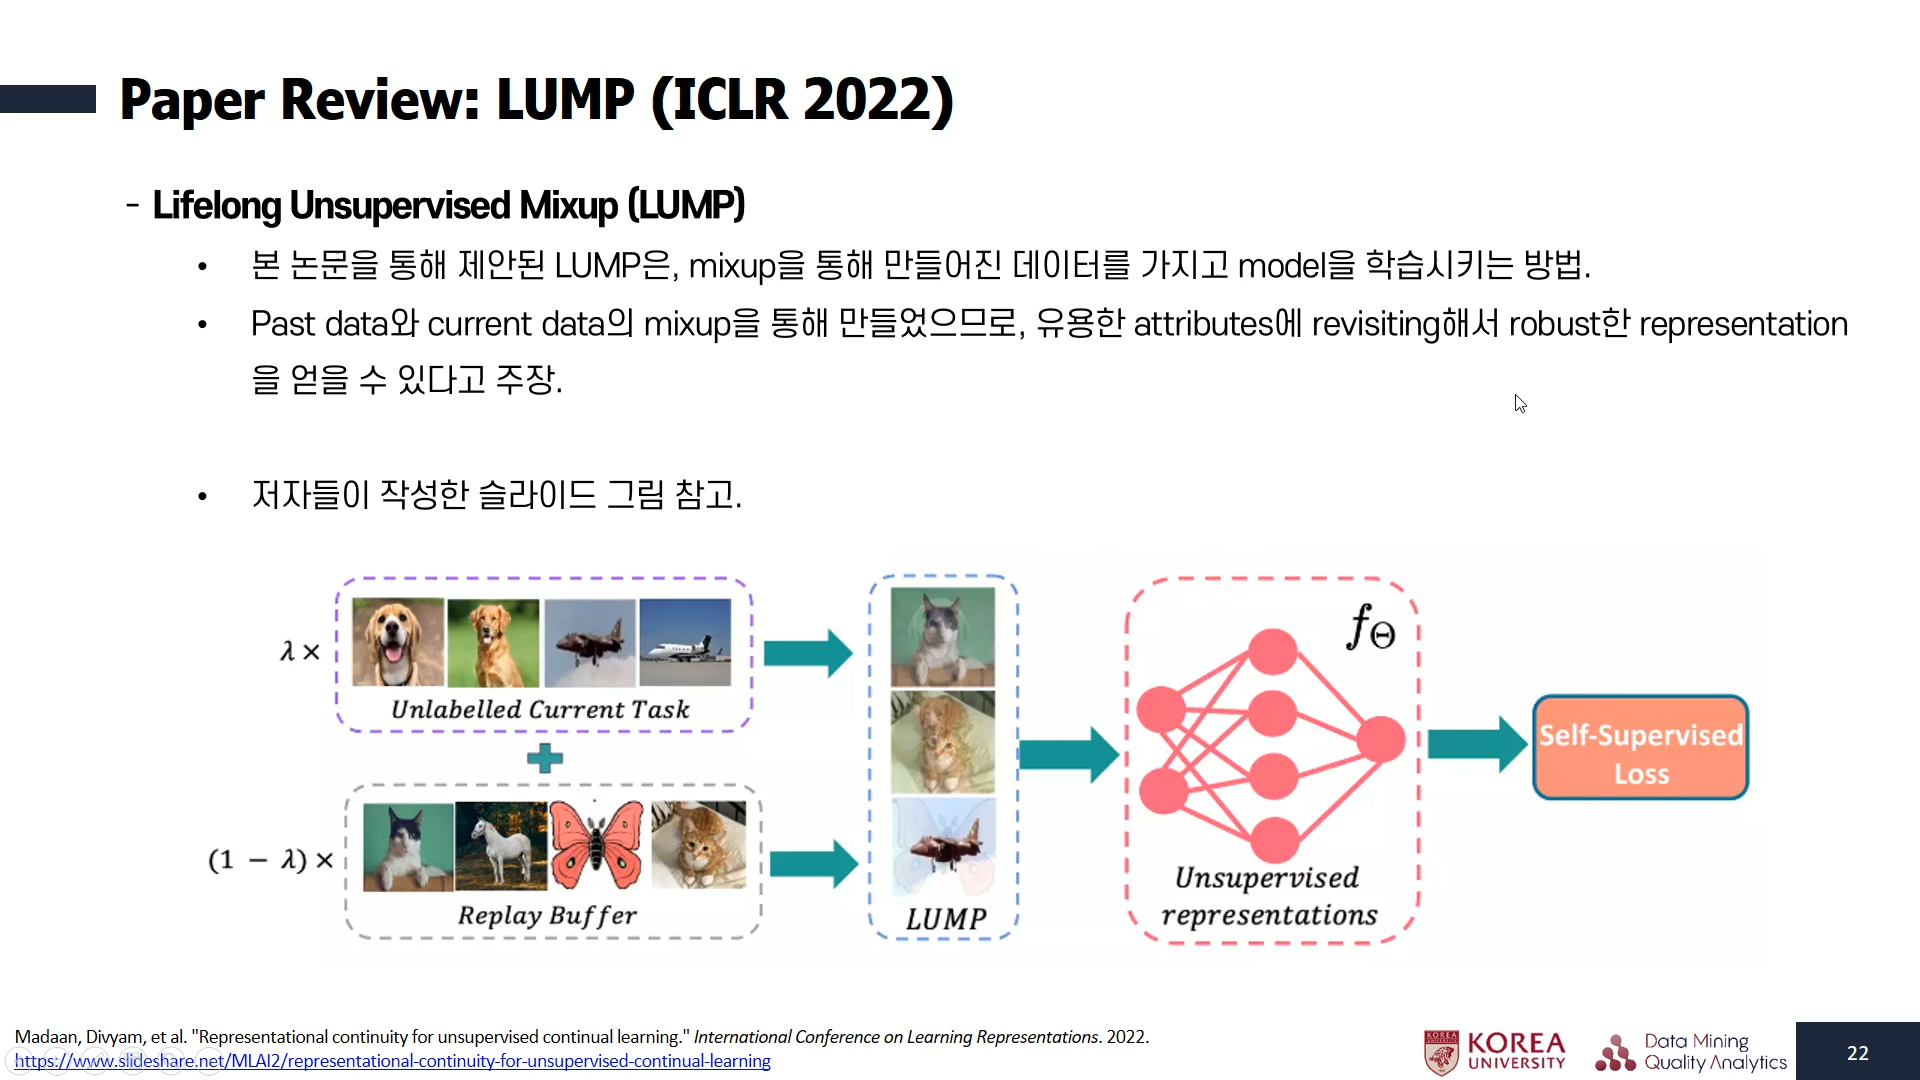 Paper Review: LUMP (ICLR 2022)
- Lifelong Unsupervised Mixup (LUMP)
• 본 논문을 통해 제안된 LUMP은, mixup을 통해 만들어진 데이터를 가지고 model을 학습시키는 방법.
• Past data와 current data의 mixup을 통해 만들었으므로, 유용한 attributes에 revisiting해서 robust한 representation
을 얻을 수 있다고 주장.
• 저자들이 작성한 슬라이드 그림 참고.
λ ×
Unlabelled Current Task
(1 − λ) ×
Replay Buffer
LUMP
fΘ
Unsupervised
representations
Self-Supervised
Loss
Madaan, Divyam, et al. "Representational continuity for unsupervised continual learning." International Conference on Learning Representations. 2022.
https://www.slideshare.net/MLAI2/representational-continuity-for-unsupervised-continual-learning
KOREA
UNIVERSITY
Data Mining
Quality Analytics
22